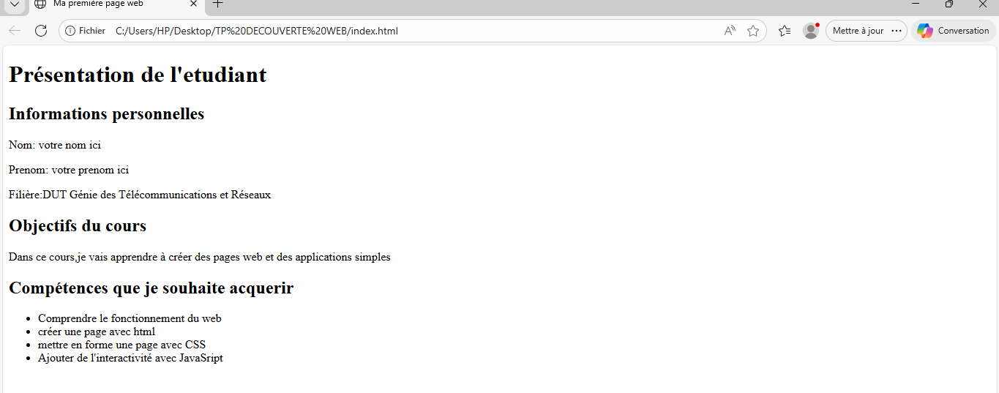 Ma première page web
Fichier C:/Users/HP/Desktop/TP%20DECOUVERTE%20WEB/index.html Mettre à jour Conversation
Présentation de l'etudiant
Informations personnelles
Nom: votre nom ici
Prenom: votre prenom ici
Filière:DUT Génie des Télécommunications et Réseaux
Objectifs du cours
Dans ce cours,je vais apprendre à créer des pages web et des applications simples
Compétences que je souhaite acquerir
• Comprendre le fonctionnement du web
• créer une page avec html
• mettre en forme une page avec CSS
• Ajouter de l'interactivité avec JavaSript